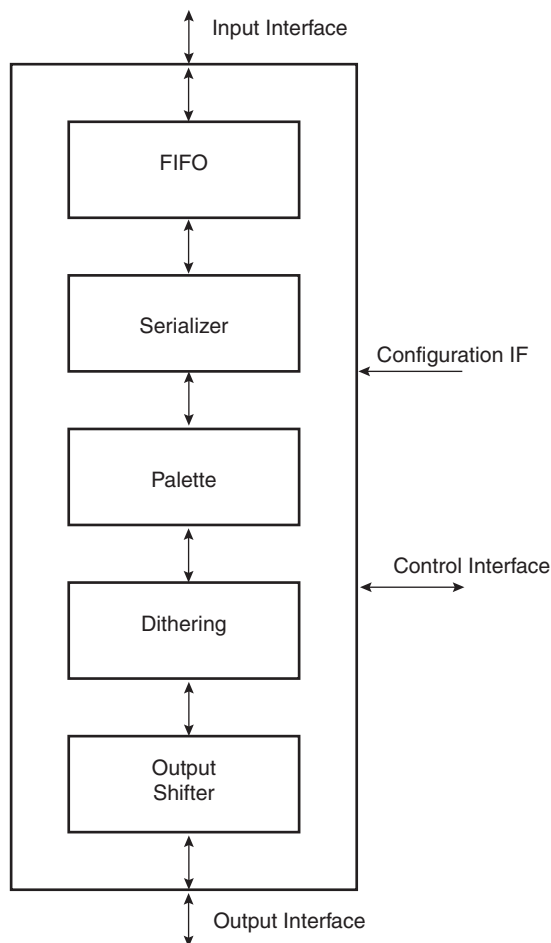 Input Interface
FIFO
Serializer
Configuration IF
Palette
Control Interface
Dithering
Output
Shifter
Output Interface